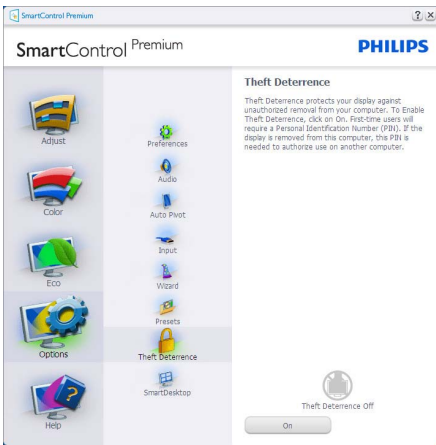 SmartControl Premium
SmartControl Premium
PHILIPS
Adjust
Color
Eco
Options
Help
Preferences
Audio
Auto Pivot
Input
Wizard
Presets
Theft Deterrence
SmartDesktop
Theft Deterrence
Theft Deterrence protects your display against
unauthorized removal from your computer. To Enable
Theft Deterrence, click on On. First-time users will
require a Personal Identification Number (PIN). If the
display is removed from this computer, this PIN is
needed to authorize use on another computer.
Theft Deterrence Off
On